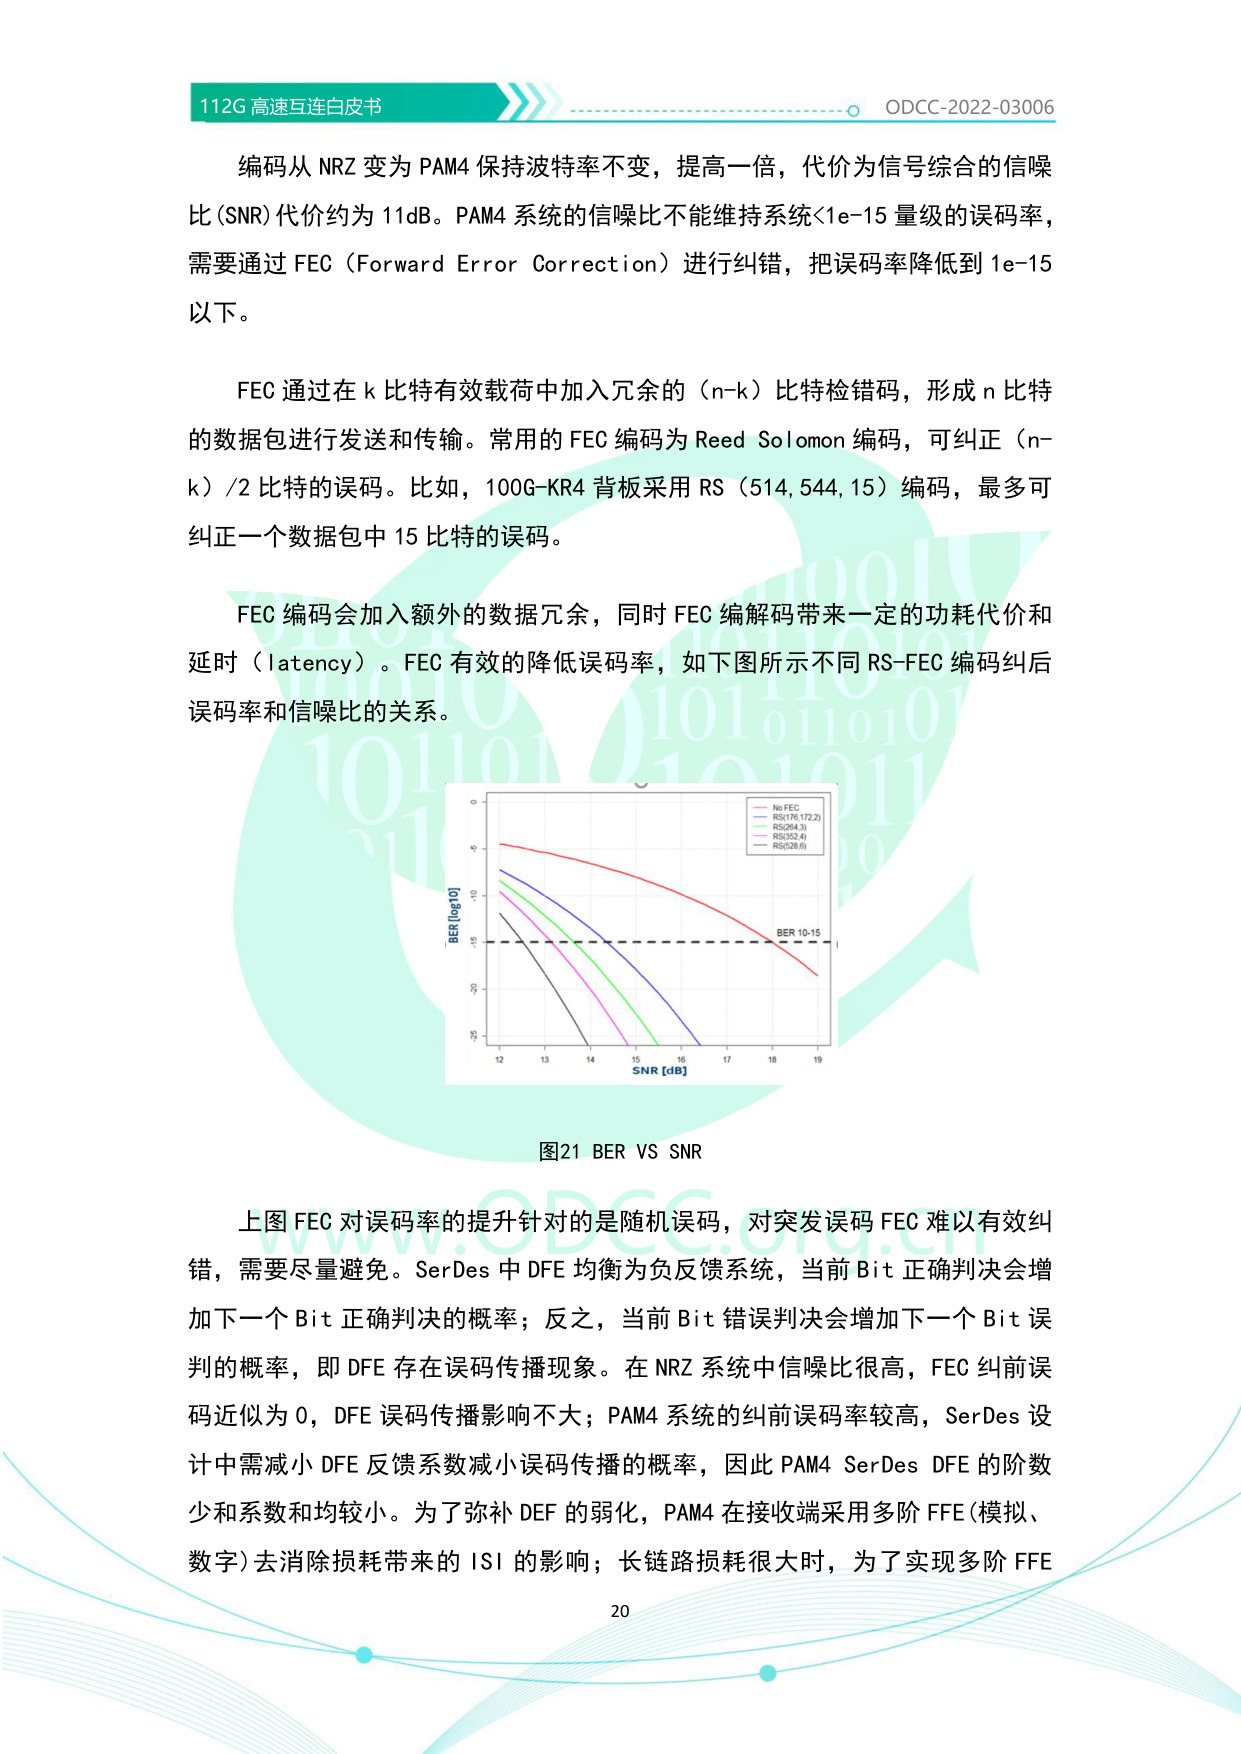 112G 高速互连白皮书
ODCC-2022-03006
编码从 NRZ 变为 PAM4 保持波特率不变，提高一倍，代价为信号综合的信噪
比(SNR)代价约为 11dB。PAM4 系统的信噪比不能维持系统<1e-15 量级的误码率，
需要通过 FEC（Forward Error Correction）进行纠错，把误码率降低到 1e-15
以下。
FEC 通过在 k 比特有效载荷中加入冗余的（n-k）比特检错码，形成 n 比特
的数据包进行发送和传输。常用的 FEC 编码为 Reed Solomon 编码，可纠正（n-
k）/2 比特的误码。比如，100G-KR4 背板采用 RS（514,544,15）编码，最多可
纠正一个数据包中 15 比特的误码。
FEC 编码会加入额外的数据冗余，同时 FEC 编解码带来一定的功耗代价和
延时（latency）。FEC 有效的降低误码率，如下图所示不同 RS-FEC 编码纠后
误码率和信噪比的关系。
No FEC
RS(176,172,2)
RS(264,3)
RS(352,4)
RS(528,6)
BER 10-15
BER [log10]
0
-5
-10
-15
-20
-25
12 13 14 15 16 17 18 19
SNR [dB]
图21 BER VS SNR
www.ODCC.org.cn
上图 FEC 对误码率的提升针对的是随机误码，对突发误码 FEC 难以有效纠
错，需要尽量避免。SerDes 中 DFE 均衡为负反馈系统，当前 Bit 正确判决会增
加下一个 Bit 正确判决的概率；反之，当前 Bit 错误判决会增加下一个 Bit 误
判的概率，即 DFE 存在误码传播现象。在 NRZ 系统中信噪比很高，FEC 纠前误
码近似为 0，DFE 误码传播影响不大；PAM4 系统的纠前误码率较高，SerDes 设
计中需减小 DFE 反馈系数减小误码传播的概率，因此 PAM4 SerDes DFE 的阶数
少和系数和均较小。为了弥补 DEF 的弱化，PAM4 在接收端采用多阶 FFE(模拟、
数字)去消除损耗带来的 ISI 的影响；长链路损耗很大时，为了实现多阶 FFE
20